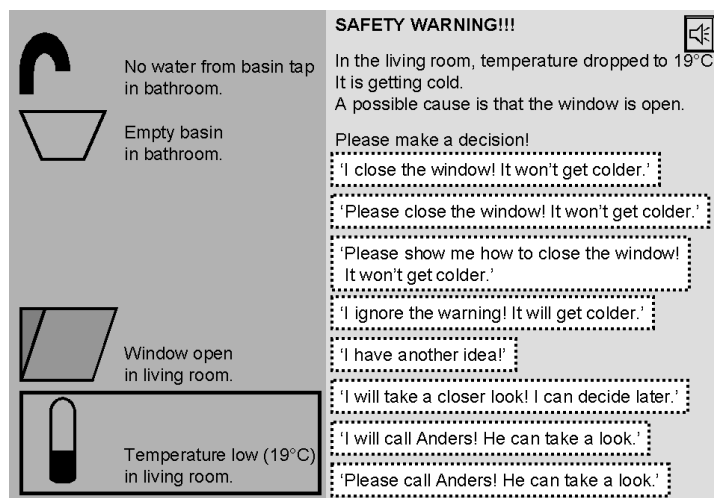 No water from basin tap
in bathroom.
Empty basin
in bathroom.
Window open
in living room.
Temperature low (19°C)
in living room.
SAFETY WARNING!!!
In the living room, temperature dropped to 19°C
It is getting cold.
A possible cause is that the window is open.
Please make a decision!
‘I close the window! It won’t get colder.’
‘Please close the window! It won’t get colder.’
‘Please show me how to close the window!
It won’t get colder.’
‘I ignore the warning! It will get colder.’
‘I have another idea!’
‘I will take a closer look! I can decide later.’
‘I will call Anders! He can take a look.’
‘Please call Anders! He can take a look.’